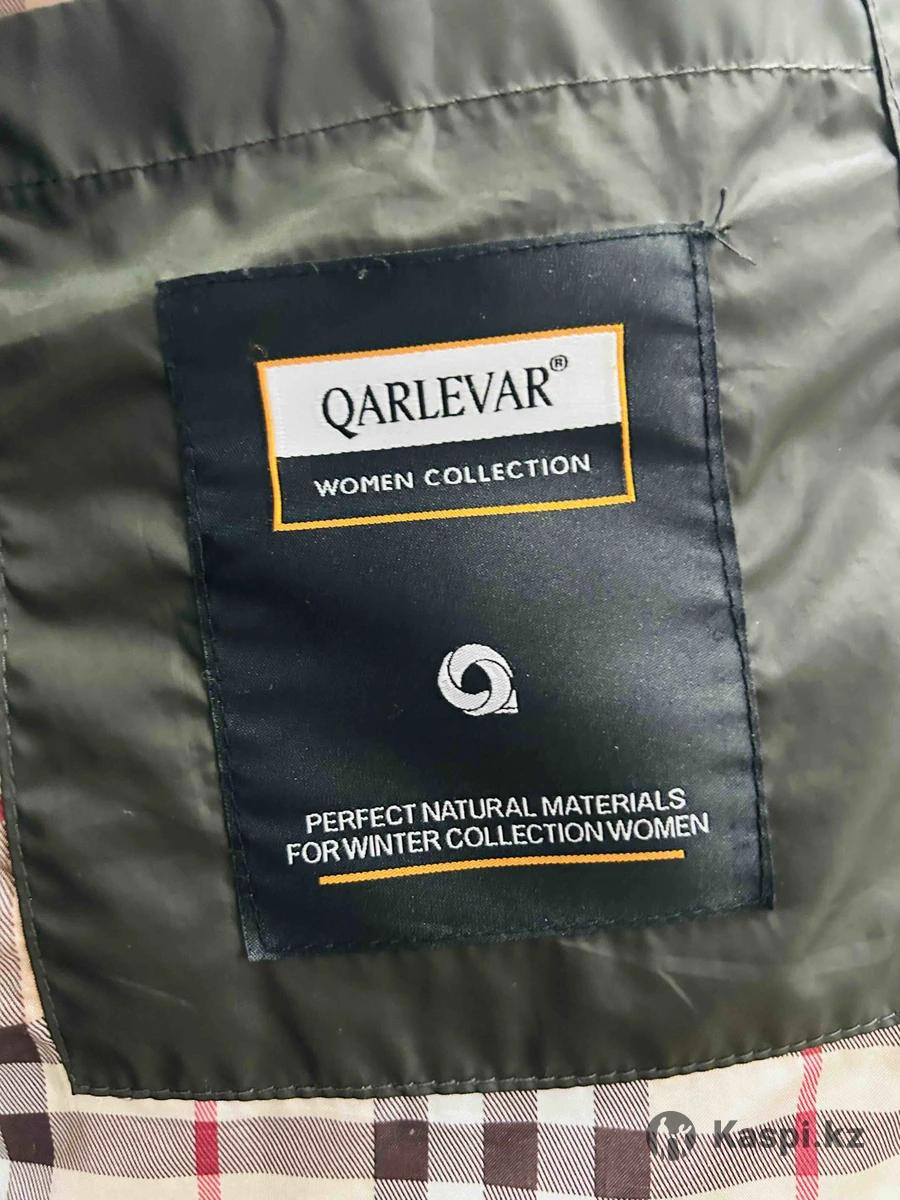 QARLEVAR®
WOMEN COLLECTION
PERFECT NATURAL MATERIALS
FOR WINTER COLLECTION WOMEN
Kaspi.kz